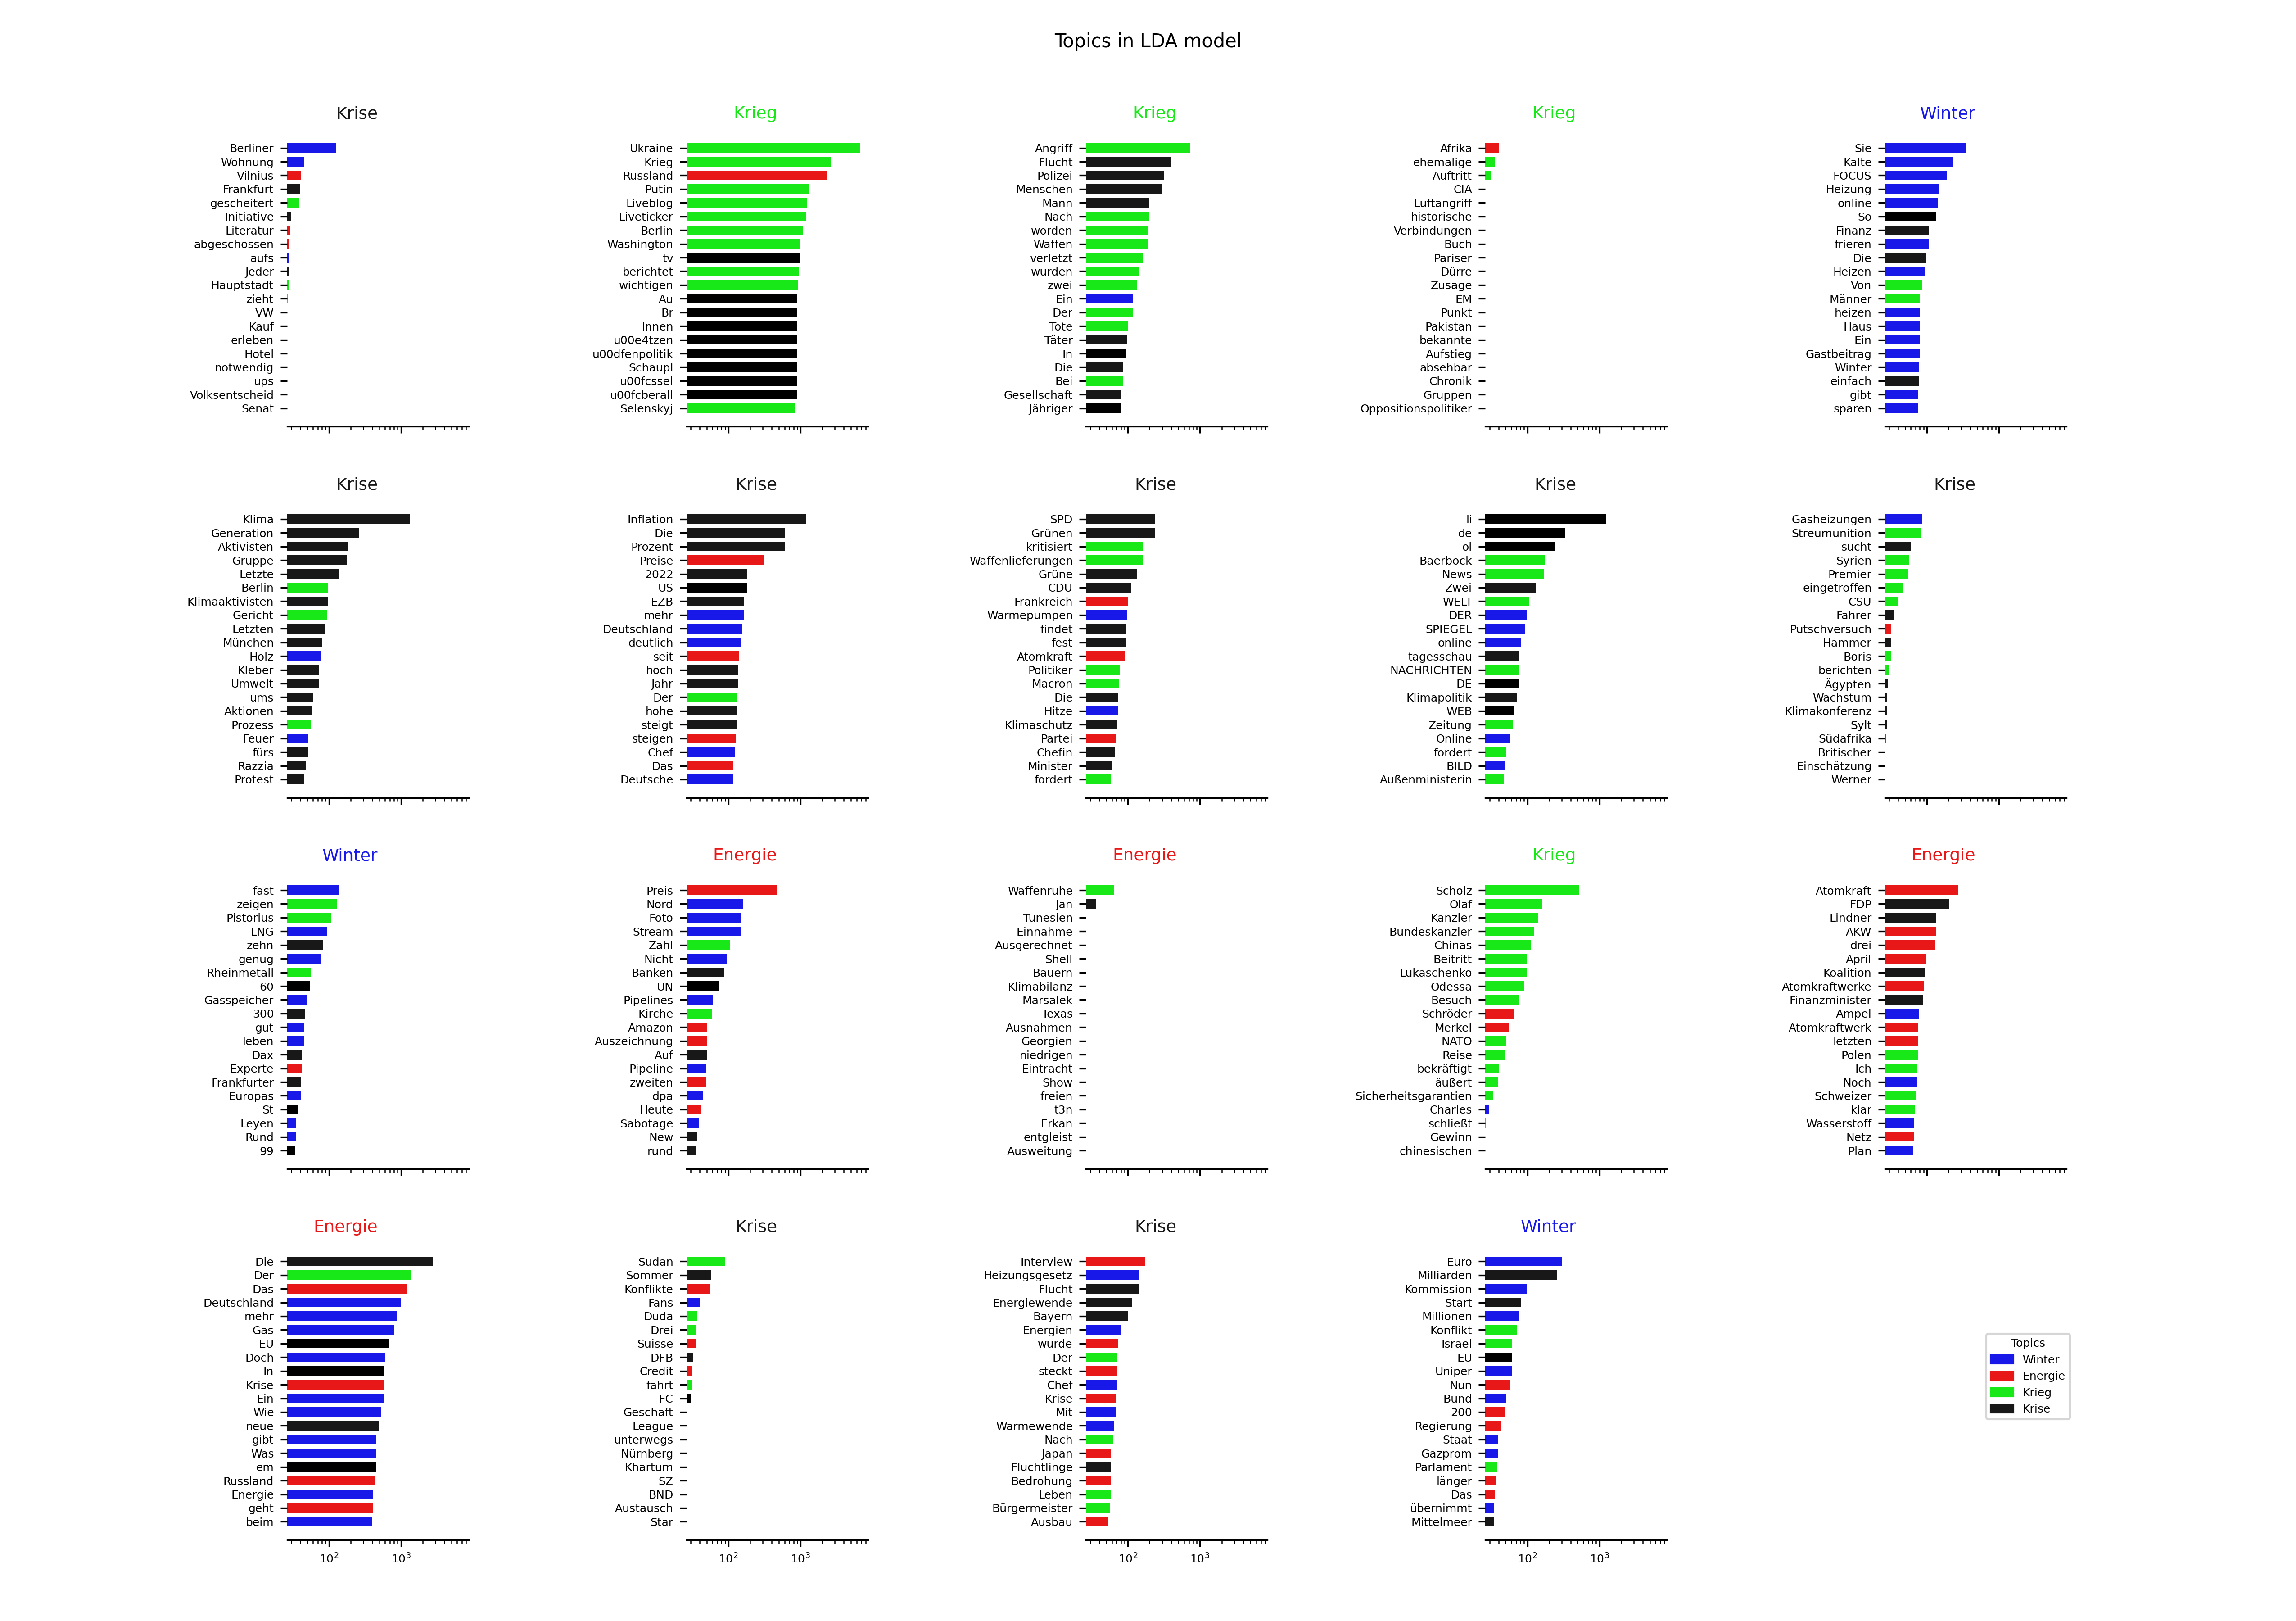 Topics in LDA model
Krise
Berliner
Wohnung
Vilnius
Frankfurt
gescheitert
Initiative
Literatur
abgeschossen
aufs
Jeder
Hauptstadt
zieht
VW
Kauf
erleben
Hotel
notwendig
ups
Volksentscheid
Senat
Krieg
Ukraine
Krieg
Russland
Putin
Liveblog
Liveticker
Berlin
Washington
tv
berichtet
wichtigen
Au
Br
Innen
u00e4tzen
u00dfenpolitik
Schaupl
u00fcssel
u00fcberall
Selenskyj
Krieg
Angriff
Flucht
Polizei
Menschen
Mann
Nach
worden
Waffen
verletzt
wurden
zwei
Ein
Der
Tote
Täter
In
Die
Bei
Gesellschaft
Jähriger
Krieg
Afrika
ehemalige
Auftritt
CIA
Luftangriff
historische
Verbindungen
Buch
Pariser
Dürre
Zusage
EM
Punkt
Pakistan
bekannte
Aufstieg
absehbar
Chronik
Gruppen
Oppositionspolitiker
Winter
Sie
Kälte
FOCUS
Heizung
online
So
Finanz
frieren
Die
Heizen
Von
Männer
heizen
Haus
Ein
Gastbeitrag
Winter
einfach
gibt
sparen
Krise
Klima
Generation
Aktivisten
Gruppe
Letzte
Berlin
Klimaaktivisten
Gericht
Letzten
München
Holz
Kleber
Umwelt
ums
Aktionen
Prozess
Feuer
fürs
Razzia
Protest
Krise
Inflation
Die
Prozent
Preise
2022
US
EZB
mehr
Deutschland
deutlich
seit
hoch
Jahr
Der
hohe
steigt
steigen
Chef
Das
Deutsche
Krise
SPD
Grünen
kritisiert
Waffenlieferungen
Grüne
CDU
Frankreich
Wärmepumpen
findet
fest
Atomkraft
Politiker
Macron
Die
Hitze
Klimaschutz
Partei
Chefin
Minister
fordert
Krise
li
de
ol
Baerbock
News
Zwei
WELT
DER
SPIEGEL
online
tagesschau
NACHRICHTEN
DE
Klimapolitik
WEB
Zeitung
Online
fordert
BILD
Außenministerin
Krise
Gasheizungen
Streumunition
sucht
Syrien
Premier
eingetroffen
CSU
Fahrer
Putschversuch
Hammer
Boris
berichten
Ägypten
Wachstum
Klimakonferenz
Sylt
Südafrika
Britischer
Einschätzung
Werner
Winter
fast
zeigen
Pistorius
LNG
zehn
genug
Rheinmetall
60
Gasspeicher
300
gut
leben
Dax
Experte
Frankfurter
Europas
St
Leyen
Rund
99
Energie
Preis
Nord
Foto
Stream
Zahl
Nicht
Banken
UN
Pipelines
Kirche
Amazon
Auszeichnung
Auf
Pipeline
zweiten
dpa
Heute
Sabotage
New
rund
Energie
Waffenruhe
Jan
Tunesien
Einnahme
Ausgerechnet
Shell
Bauern
Klimabilanz
Marsalek
Texas
Ausnahmen
Georgien
niedrigen
Eintracht
Show
freien
t3n
Erkan
entgleist
Ausweitung
Krieg
Scholz
Olaf
Kanzler
Bundeskanzler
Chinas
Beitritt
Lukaschenko
Odessa
Besuch
Schröder
Merkel
NATO
Reise
bekräftigt
äußert
Sicherheitsgarantien
Charles
schließt
Gewinn
chinesischen
Energie
Atomkraft
FDP
Lindner
AKW
drei
April
Koalition
Atomkraftwerke
Finanzminister
Ampel
Atomkraftwerk
letzten
Polen
Ich
Noch
Schweizer
klar
Wasserstoff
Netz
Plan
Energie
Die
Der
Das
Deutschland
mehr
Gas
EU
Doch
In
Krise
Ein
Wie
neue
gibt
Was
em
Russland
Energie
geht
beim
10² 10³
Krise
Sudan
Sommer
Konflikte
Fans
Duda
Drei
Suisse
DFB
Credit
fährt
FC
Geschäft
League
unterwegs
Nürnberg
Khartum
SZ
BND
Austausch
Star
10² 10³
Krise
Interview
Heizungsgesetz
Flucht
Energiewende
Bayern
Energien
wurde
Der
steckt
Chef
Krise
Mit
Wärmewende
Nach
Japan
Flüchtlinge
Bedrohung
Leben
Bürgermeister
Ausbau
10² 10³
Winter
Euro
Milliarden
Kommission
Start
Millionen
Konflikt
Israel
EU
Uniper
Nun
Bund
200
Regierung
Staat
Gazprom
Parlament
länger
Das
übernimmt
Mittelmeer
10² 10³
Topics
Winter
Energie
Krieg
Krise